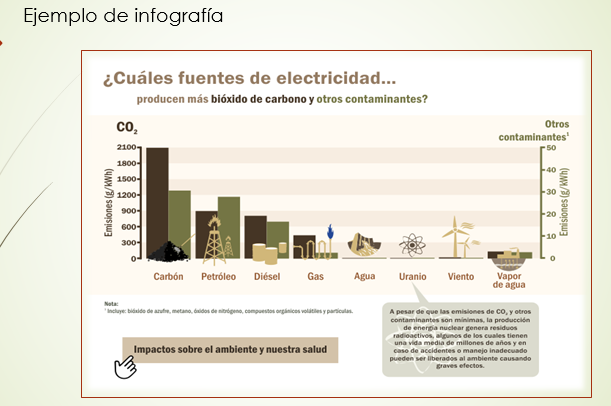 Ejemplo de infografía
¿Cuáles fuentes de electricidad...
producen más bióxido de carbono y otros contaminantes?
CO2
Otros
contaminantes¹
Emisiones (g/kWh)
2100
1800
1500
1200
900
600
300
0
50
40
30
20
10
0
Emisiones (g/kWh)
Carbón Petróleo Diésel Gas Agua Uranio Viento Vapor
de agua
Nota:
¹ Incluye: bióxido de azufre, metano, óxidos de nitrógeno, compuestos orgánicos volátiles y partículas.
Impactos sobre el ambiente y nuestra salud
A pesar de que las emisiones de CO2 y otros
contaminantes son mínimas, la producción
de energía nuclear genera residuos
radioactivos, algunos de los cuales tienen
una vida media de millones de años y en
caso de accidentes o manejo inadecuado
pueden ser liberados al ambiente causando
graves efectos.